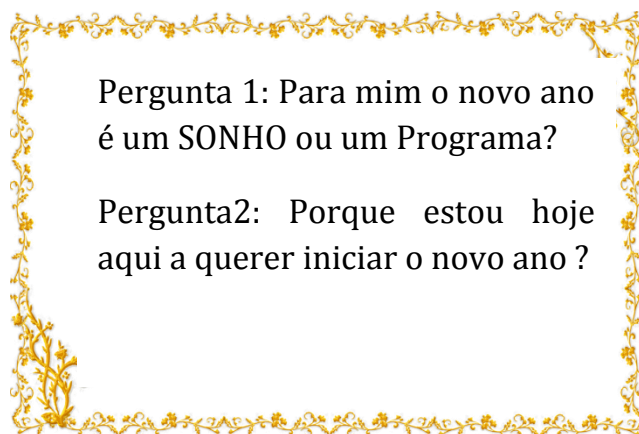 Pergunta 1: Para mim o novo ano
é um SONHO ou um Programa?
Pergunta2: Porque estou hoje
aqui a querer iniciar o novo ano ?